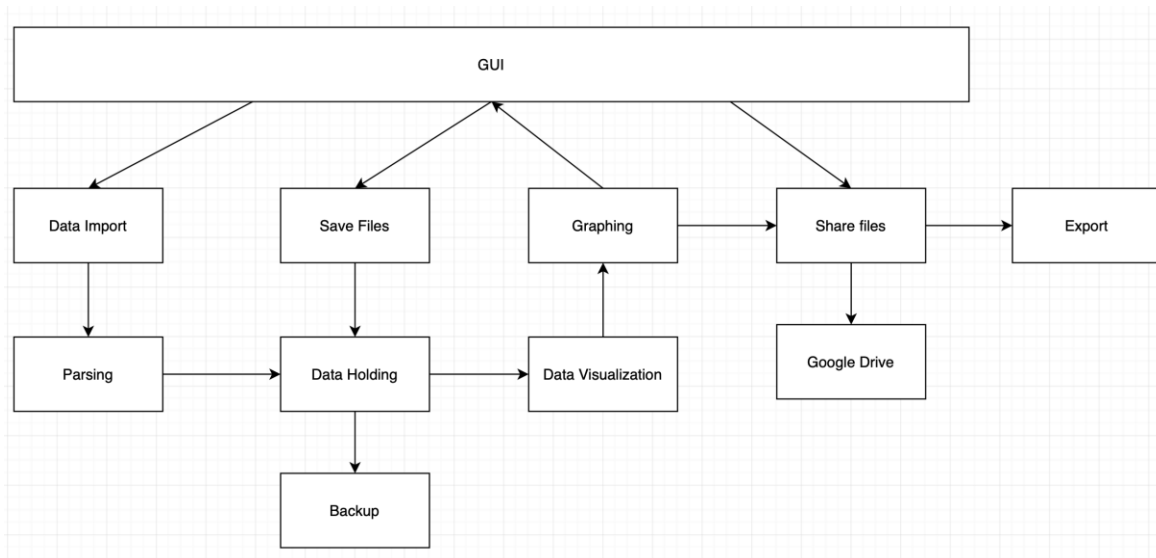 GUI
Data Import
Save Files
Graphing
Share files
Export
Parsing
Data Holding
Data Visualization
Google Drive
Backup